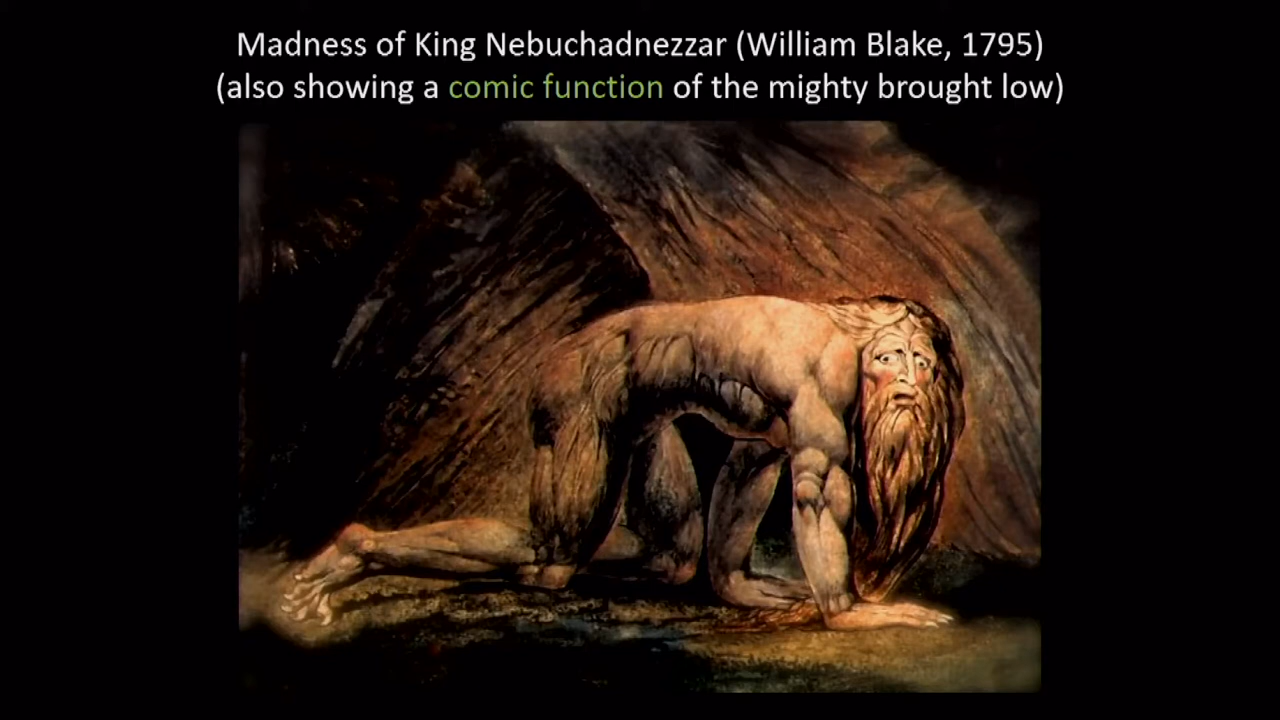 Madness of King Nebuchadnezzar (William Blake, 1795)
(also showing a comic function of the mighty brought low)